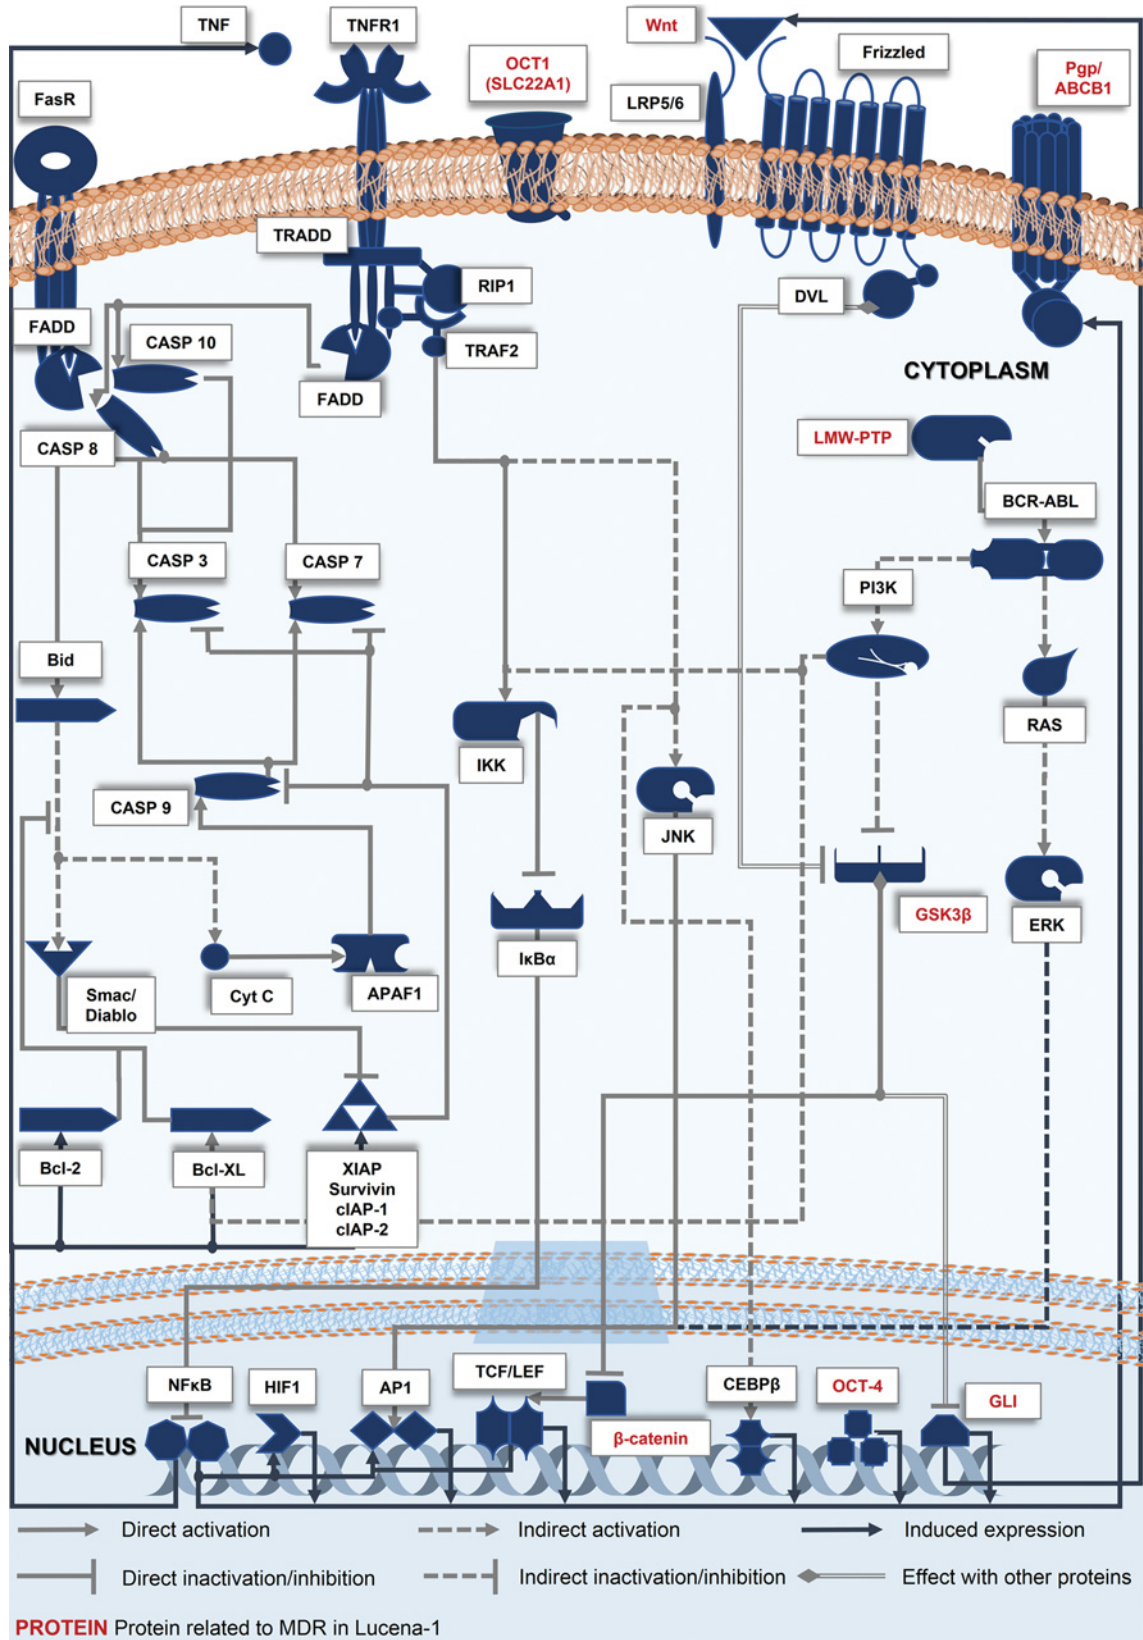 TNF
TNFR1
Wnt
OCT1
(SLC22A1)
Frizzled
Pgp/
ABCB1
FasR
LRP5/6
TRADD
RIP1
DVL
FADD
CASP 10
TRAF2
CYTOPLASM
FADD
LMW-PTP
CASP 8
BCR-ABL
CASP 3
CASP 7
PI3K
Bid
RAS
IKK
CASP 9
JNK
GSK3β
ERK
IκBα
Smac/
Diablo
Cyt C
APAF1
Bcl-2
Bcl-XL
XIAP
Survivin
cIAP-1
cIAP-2
NFκB
HIF1
AP1
TCF/LEF
CEBPβ
OCT-4
GLI
β-catenin
NUCLEUS
Direct activation
Indirect activation
Induced expression
Direct inactivation/inhibition
Indirect inactivation/inhibition
Effect with other proteins
PROTEIN Protein related to MDR in Lucena-1